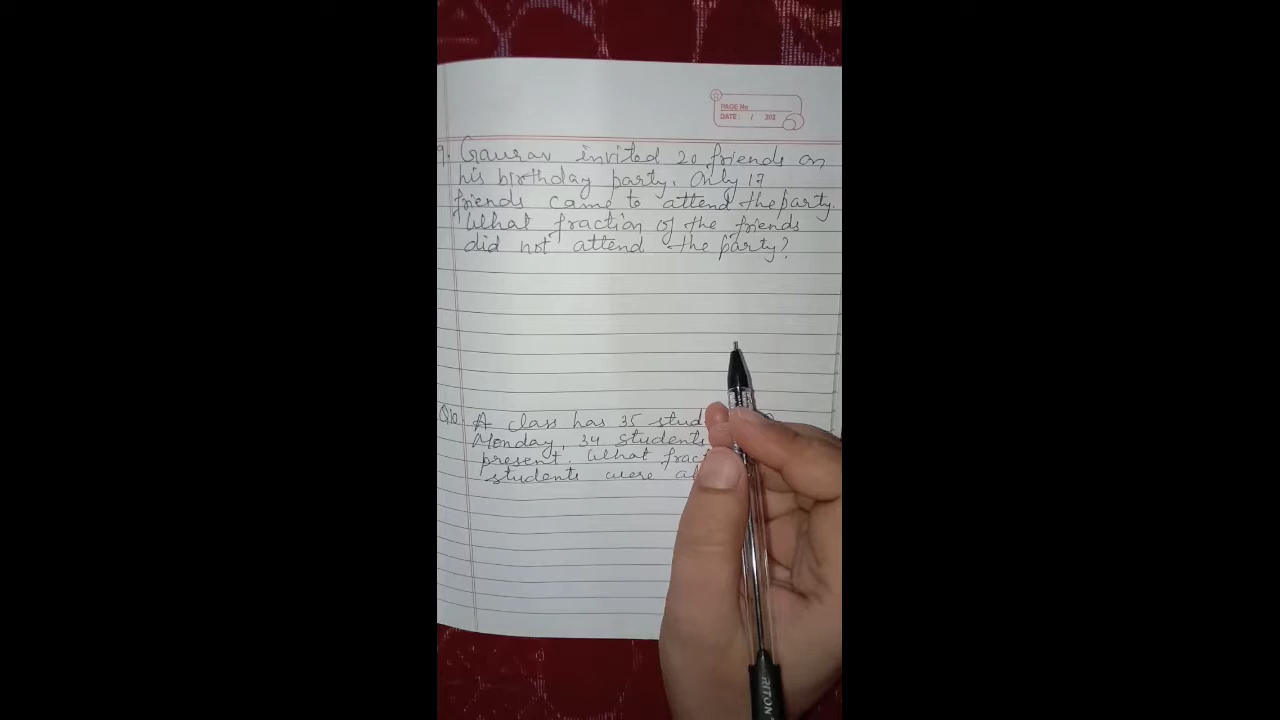 PAGE No
DATE: / 202
9. Gaurav invited 20 friends on
his birthday party. Only 17
friends came to attend the party.
What fraction of the friends
did not attend the party?
Q10 A class has 35 stud
Monday, 34 students
present. What fract
students were a
RITON